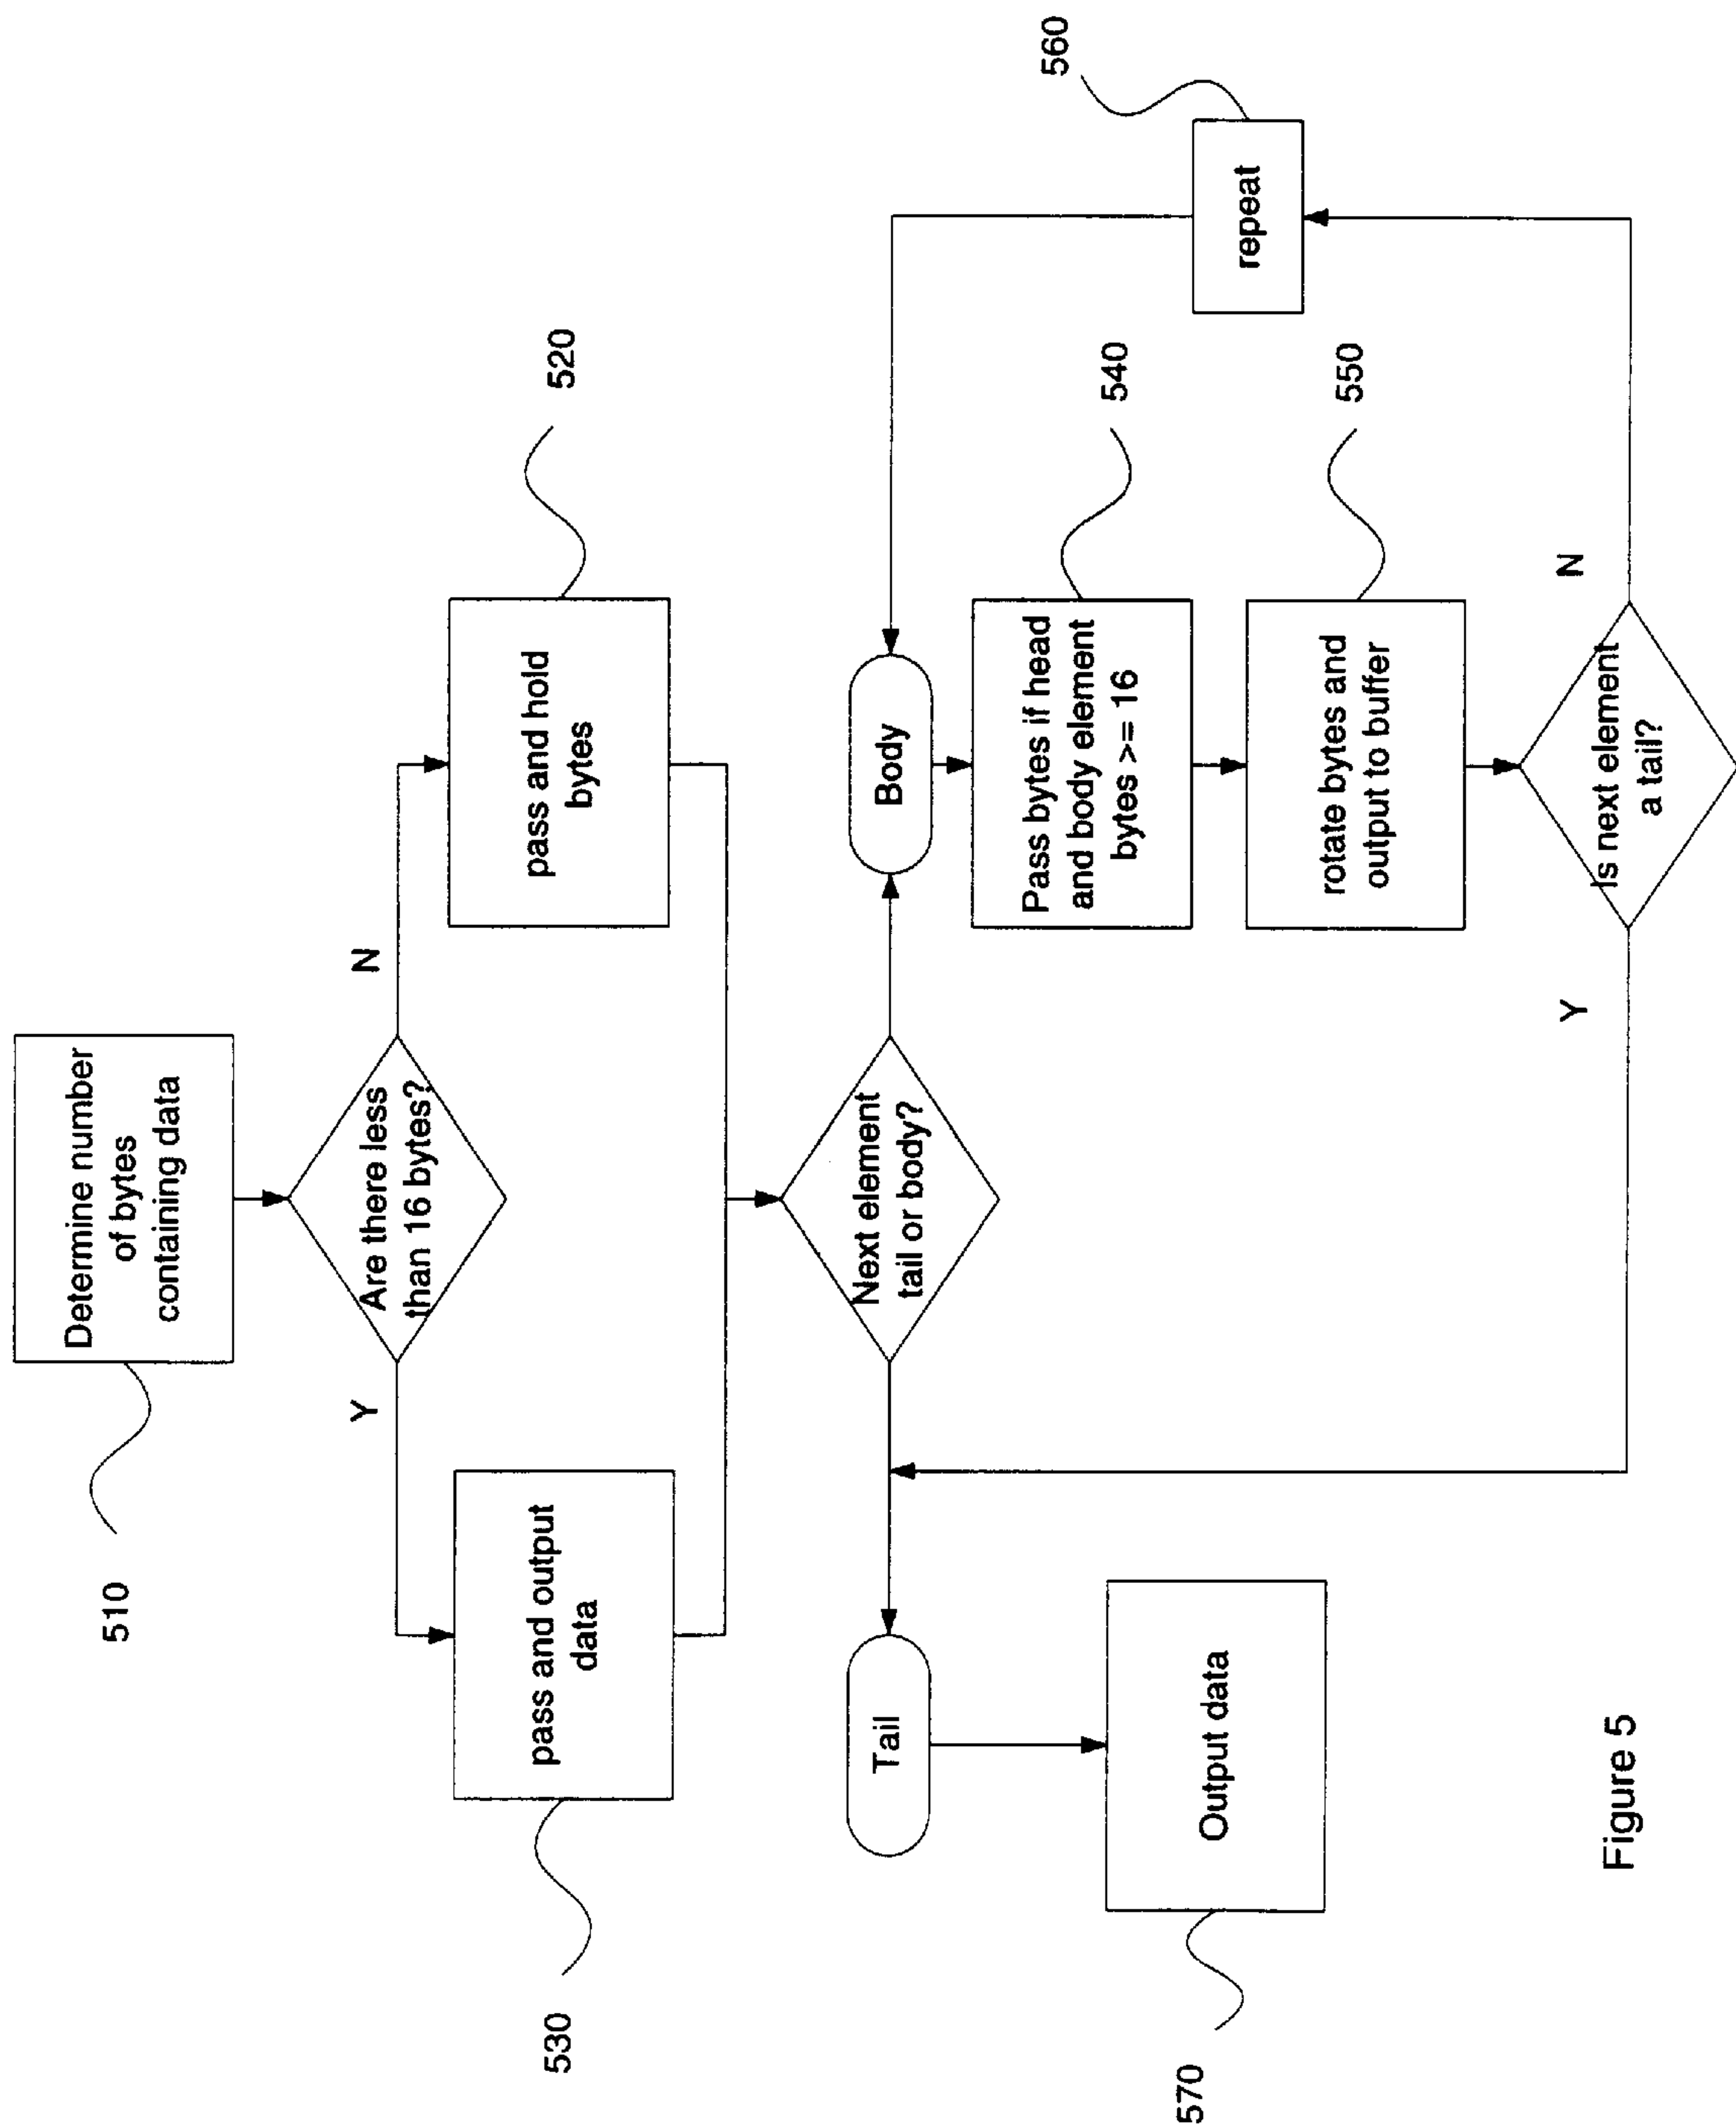 Determine number
of bytes
containing data
510
Are there less
than 16 bytes?
Y
N
pass and output
data
530
pass and hold
bytes
520
Next element
tail or body?
Tail
Body
Output data
570
Pass bytes if head
and body element
bytes >= 16
540
rotate bytes and
output to buffer
550
Is next element
a tail?
Y
N
repeat
560
Figure 5